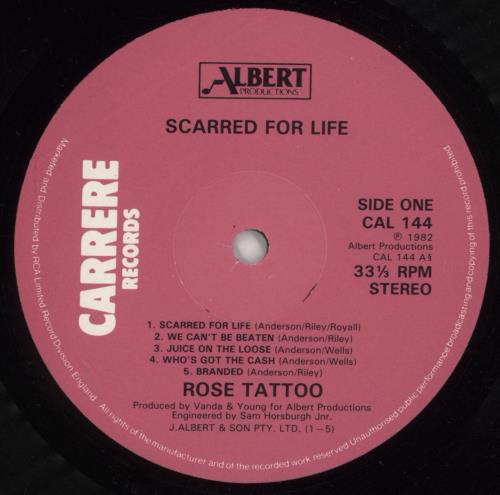 ALBERT
PRODUCTIONS
SCARRED FOR LIFE
CARRERE
RECORDS
SIDE ONE
CAL 144
℗ 1982
Albert Productions
CAL 144 A§
33⅓ RPM
STEREO
1. SCARRED FOR LIFE (Anderson/Riley/Royall)
2. WE CAN'T BE BEATEN (Anderson/Riley)
3. JUICE ON THE LOOSE (Anderson/Wells)
4. WHO'S GOT THE CASH (Anderson/Wells)
5. BRANDED (Anderson/Riley)
ROSE TATTOO
Produced by Vanda & Young for Albert Productions
Engineered by Sam Horsburgh Jnr.
J.ALBERT & SON PTY. LTD. (1–5)
Marketed and Distributed by RCA Limited Record Division England. All rights of the manufacturer and of the recorded work reserved Unauthorised public performance broadcasting and copying of this record prohibited